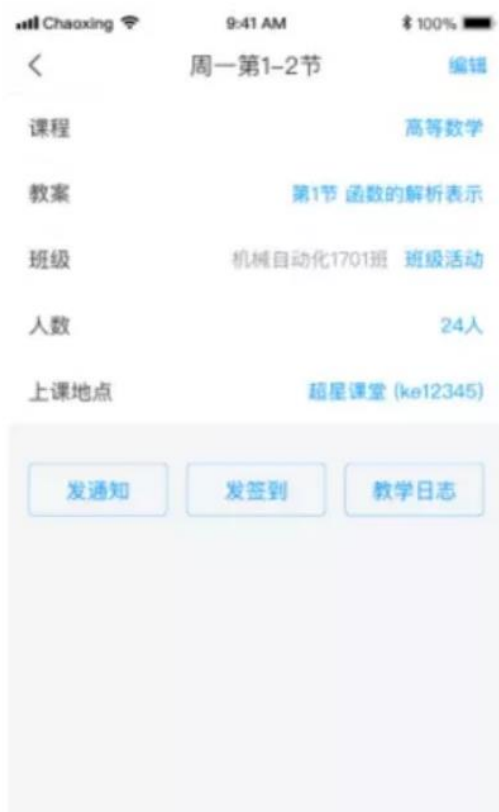 Chaoxing 9:41 AM 100%
周一第1-2节 编辑
课程 高等数学
教案 第1节 函数的解析表示
班级 机械自动化1701班 班级活动
人数 24人
上课地点 超星课堂 (ke12345)
发通知 发签到 教学日志